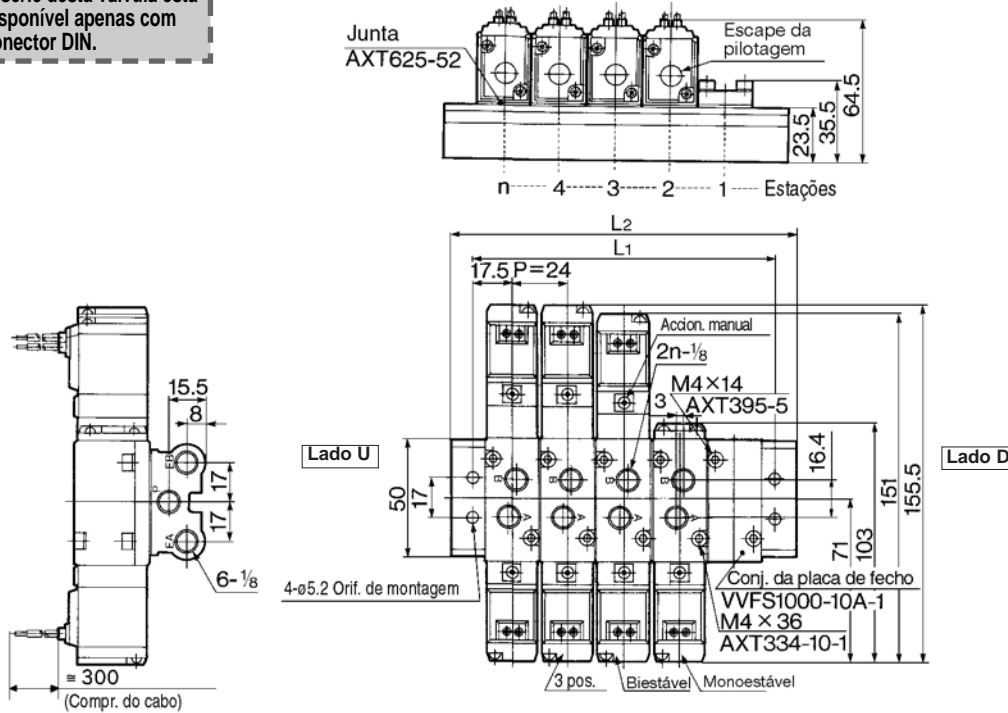 disponível apenas com
conector DIN.
Junta
AXT625-52
Escape da
pilotagem
23.5
35.5
64.5
n 4 3 2 1 Estações
L2
L1
17.5 P=24
Accion. manual
2n-1/8
M4×14
3 AXT395-5
15.5
8
EB
P
EA
17
17
6-1/8
≅ 300
(Compr. do cabo)
Lado U
Lado D
50
17
B B B B
A A A A
16.4
71
103
151
155.5
4-ø5.2 Orif. de montagem
Conj. da placa de fecho
VVFS1000-10A-1
M4×36
AXT334-10-1
3 pos.
Biestável
Monoestável